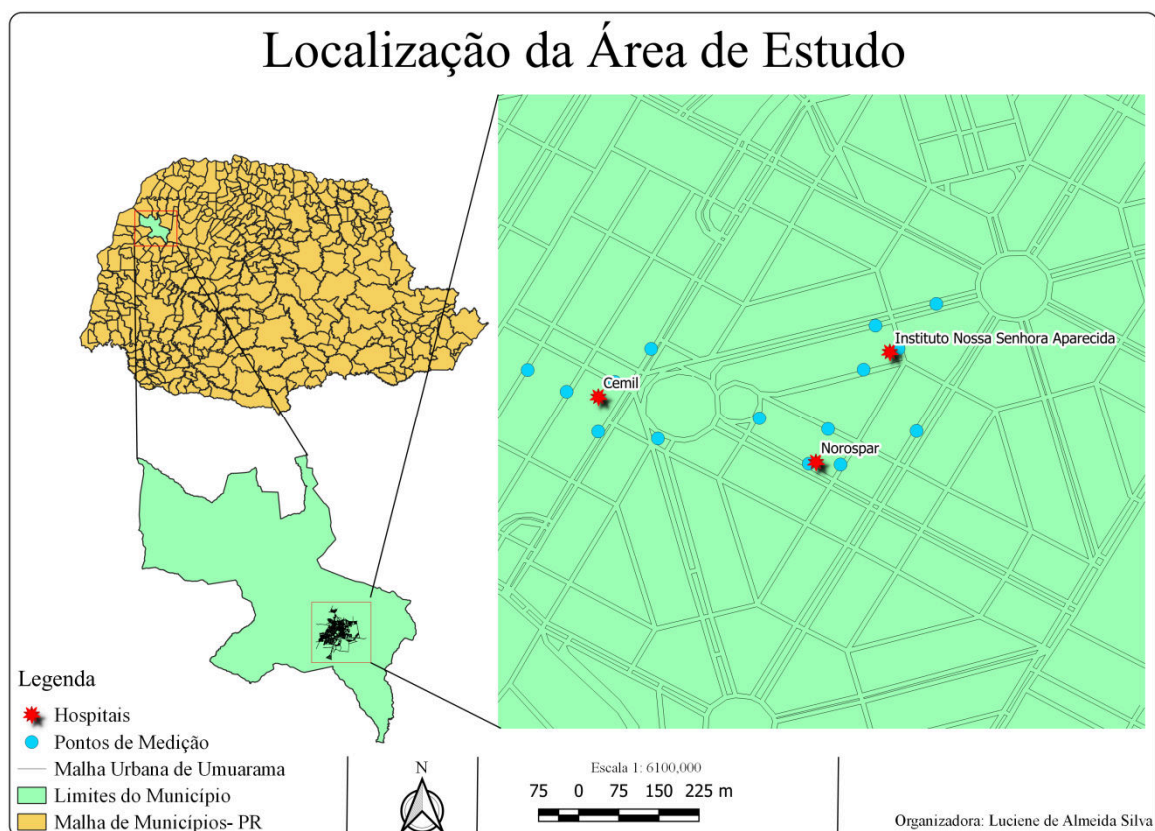 Localização da Área de Estudo
Instituto Nossa Senhora Aparecida
Cemil
Norospar
Legenda
Hospitais
Pontos de Medição
Malha Urbana de Umuarama
Limites do Município
Malha de Municípios- PR
N
Escala 1: 6100,000
75 0 75 150 225 m
Organizadora: Luciene de Almeida Silva